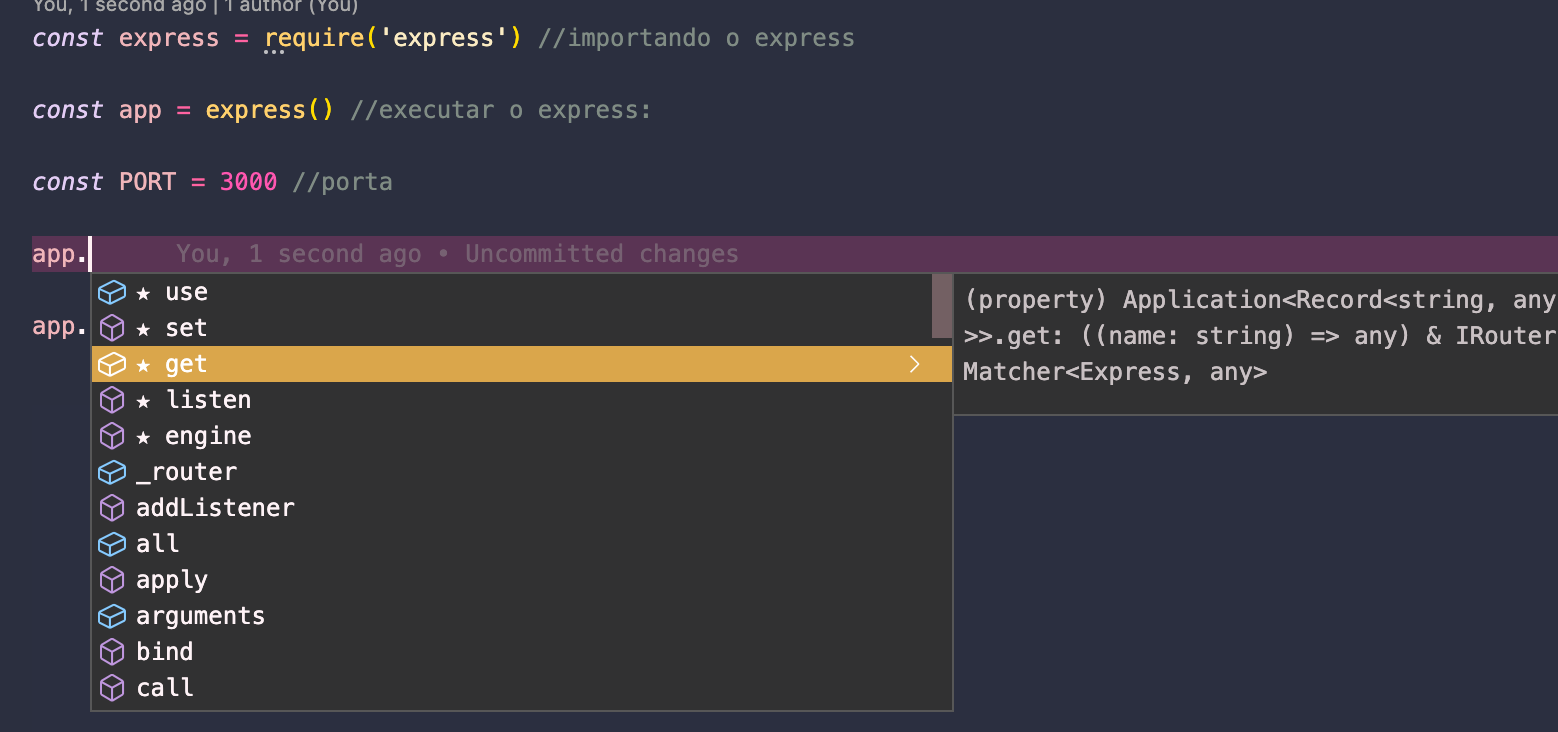 You, 1 second ago | 1 author (You)
const express = require('express') //importando o express
const app = express() //executar o express:
const PORT = 3000 //porta
app. You, 1 second ago • Uncommitted changes
★ use
★ set
★ get
★ listen
★ engine
_router
addListener
all
apply
arguments
bind
call
(property) Application<Record<string, any
>>.get: ((name: string) => any) & IRouter
Matcher<Express, any>
app.